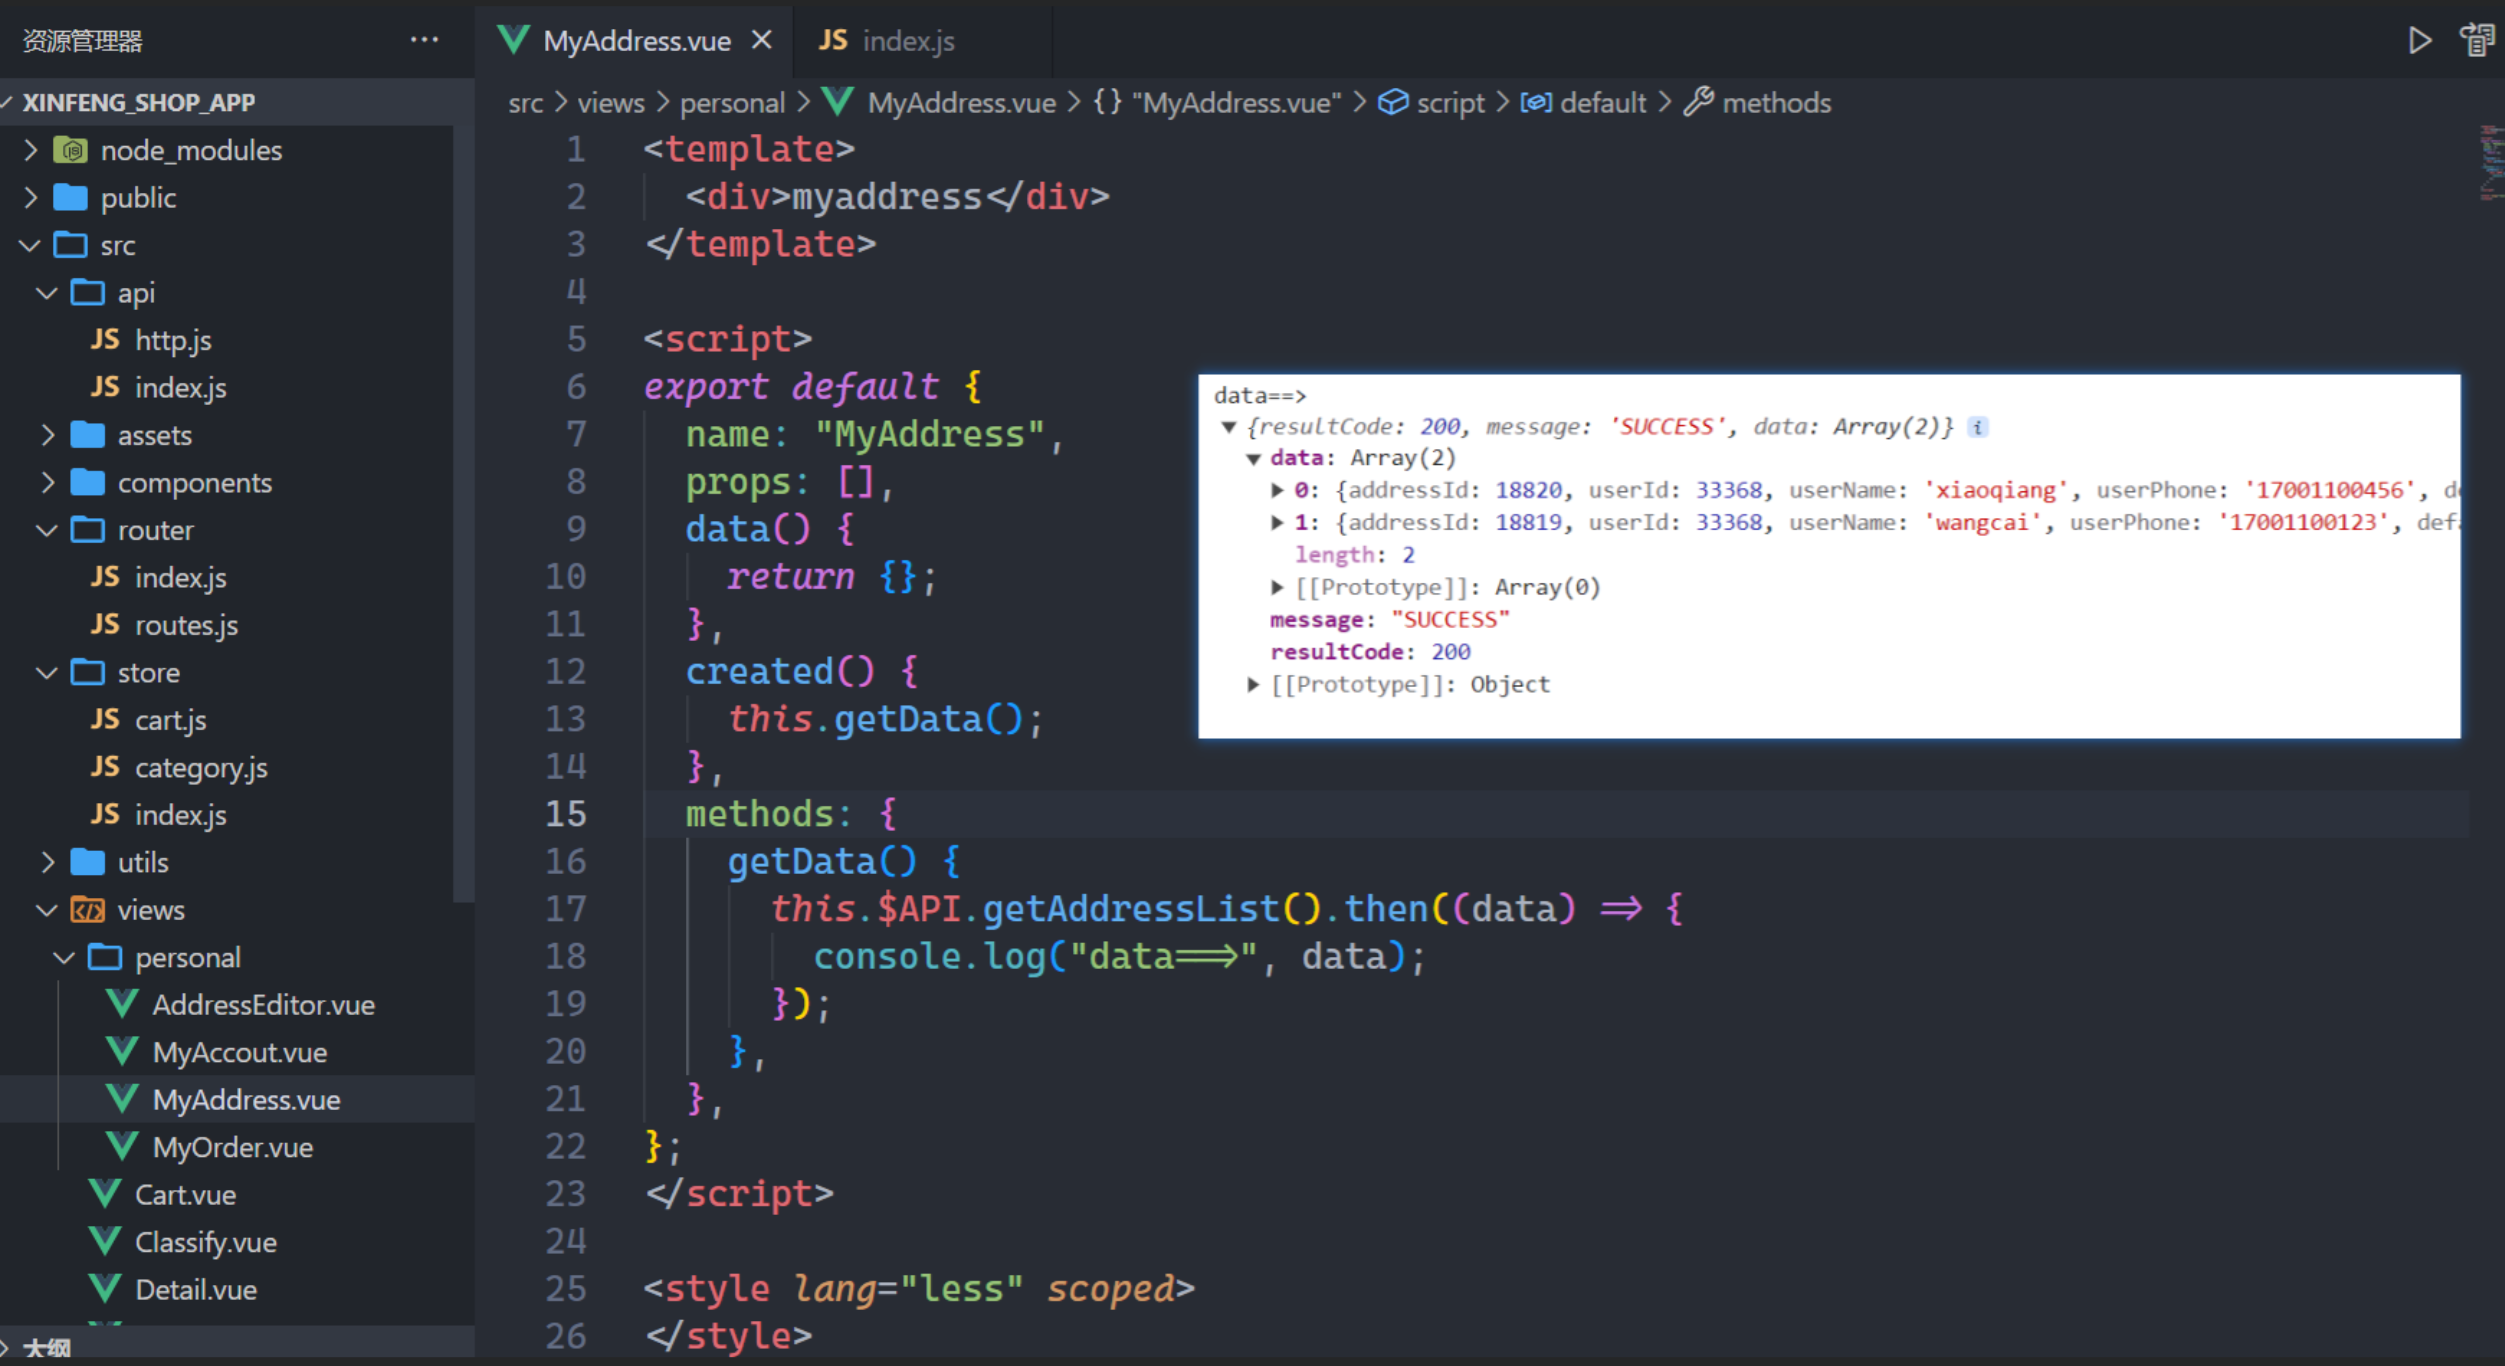 资源管理器 ···
XINFENG_SHOP_APP
node_modules
public
src
api
JS http.js
JS index.js
assets
components
router
JS index.js
JS routes.js
store
JS cart.js
JS category.js
JS index.js
utils
views
personal
AddressEditor.vue
MyAccout.vue
MyAddress.vue
MyOrder.vue
Cart.vue
Classify.vue
Detail.vue
大纲
MyAddress.vue × JS index.js
src > views > personal > MyAddress.vue > {} "MyAddress.vue" > script > default > methods
1 <template>
2 <div>myaddress</div>
3 </template>
4
5 <script>
6 export default {
7 name: "MyAddress",
8 props: [],
9 data() {
10 return {};
11 },
12 created() {
13 this.getData();
14 },
15 methods: {
16 getData() {
17 this.$API.getAddressList().then((data) => {
18 console.log("data==>", data);
19 });
20 },
21 },
22 };
23 </script>
24
25 <style lang="less" scoped>
26 </style>
data==>
▼ {resultCode: 200, message: 'SUCCESS', data: Array(2)} i
▼ data: Array(2)
▶ 0: {addressId: 18820, userId: 33368, userName: 'xiaoqiang', userPhone: '17001100456',
▶ 1: {addressId: 18819, userId: 33368, userName: 'wangcai', userPhone: '17001100123', def
length: 2
▶ [[Prototype]]: Array(0)
message: "SUCCESS"
resultCode: 200
▶ [[Prototype]]: Object